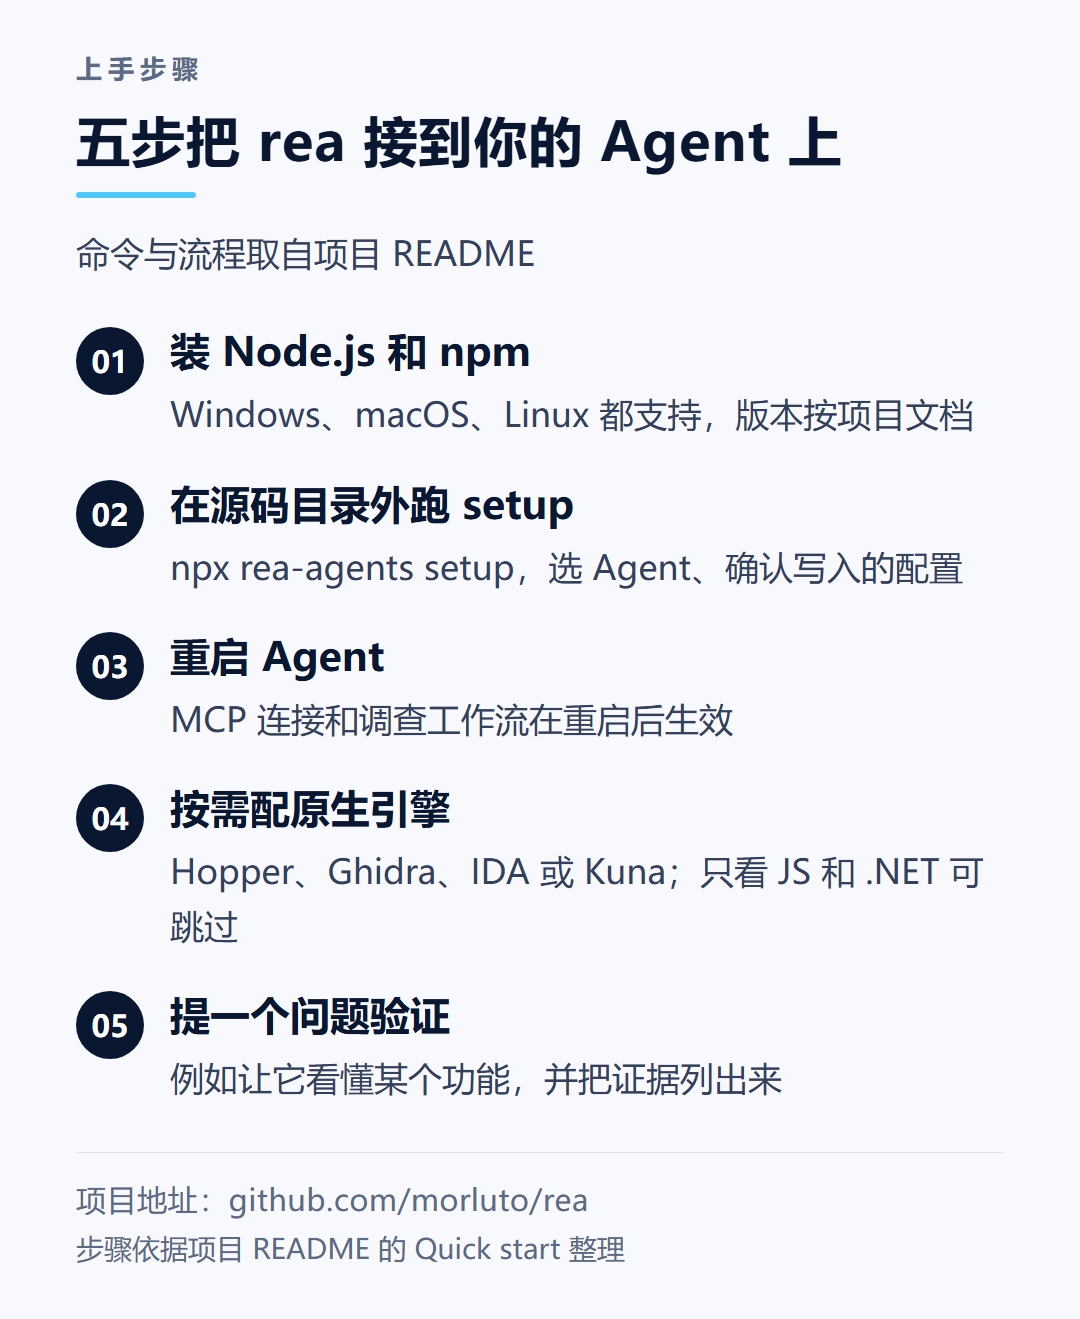 上手步骤
五步把 rea 接到你的 Agent 上
命令与流程取自项目 README
01
装 Node.js 和 npm
Windows、macOS、Linux 都支持，版本按项目文档
02
在源码目录外跑 setup
npx rea-agents setup，选 Agent、确认写入的配置
03
重启 Agent
MCP 连接和调查工作流在重启后生效
04
按需配原生引擎
Hopper、Ghidra、IDA 或 Kuna；只看 JS 和 .NET 可
跳过
05
提一个问题验证
例如让它看懂某个功能，并把证据列出来
项目地址：github.com/morluto/rea
步骤依据项目 README 的 Quick start 整理